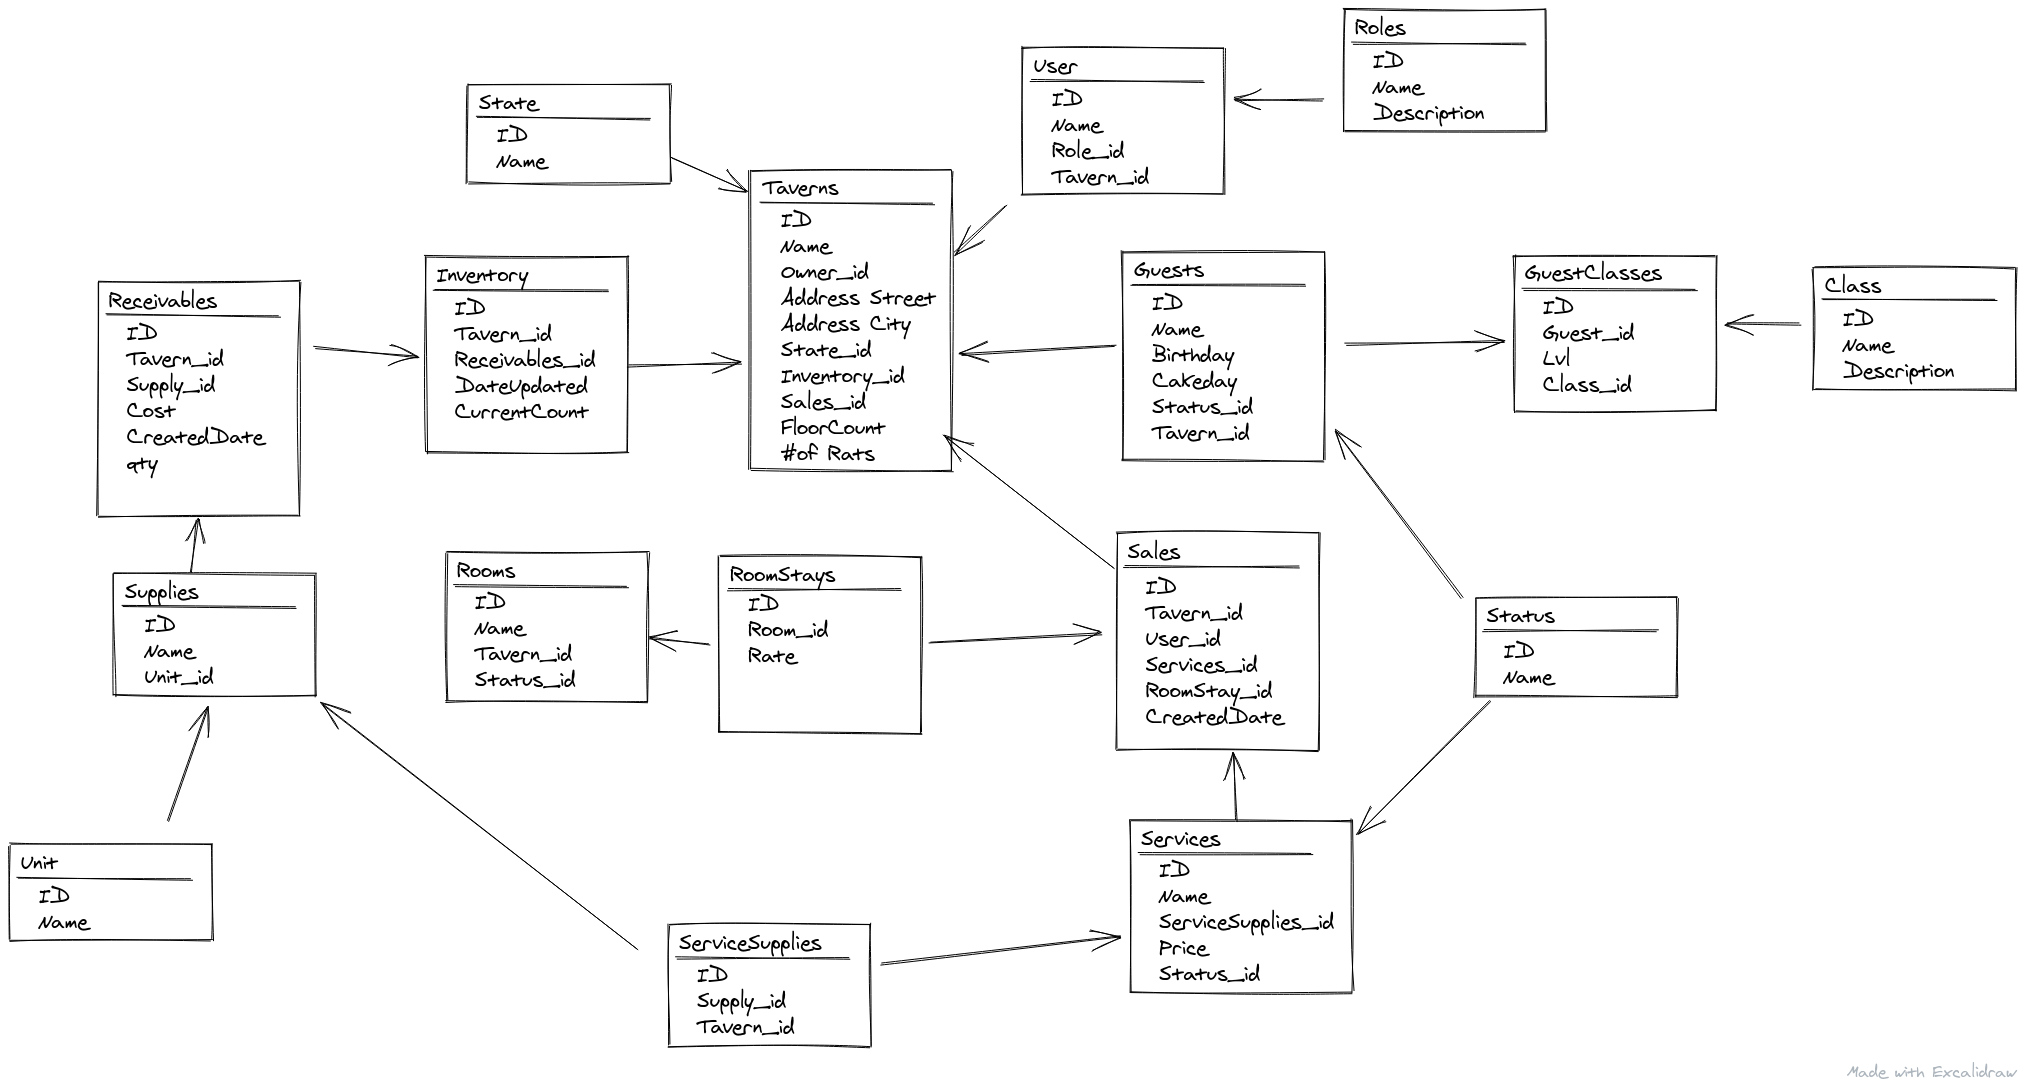 Roles
ID
Name
Description
User
ID
Name
Role_id
Tavern_id
State
ID
Name
Taverns
ID
Name
Owner_id
Address Street
Address City
State_id
Inventory_id
Sales_id
FloorCount
#of Rats
Guests
ID
Name
Birthday
Cakeday
Status_id
Tavern_id
GuestClasses
ID
Guest_id
Lvl
Class_id
Class
ID
Name
Description
Inventory
ID
Tavern_id
Receivables_id
DateUpdated
CurrentCount
Receivables
ID
Tavern_id
Supply_id
Cost
CreatedDate
qty
Supplies
ID
Name
Unit_id
Rooms
ID
Name
Tavern_id
Status_id
RoomStays
ID
Room_id
Rate
Sales
ID
Tavern_id
User_id
Services_id
RoomStay_id
CreatedDate
Status
ID
Name
Unit
ID
Name
ServiceSupplies
ID
Supply_id
Tavern_id
Services
ID
Name
ServiceSupplies_id
Price
Status_id
Made with Excalidraw